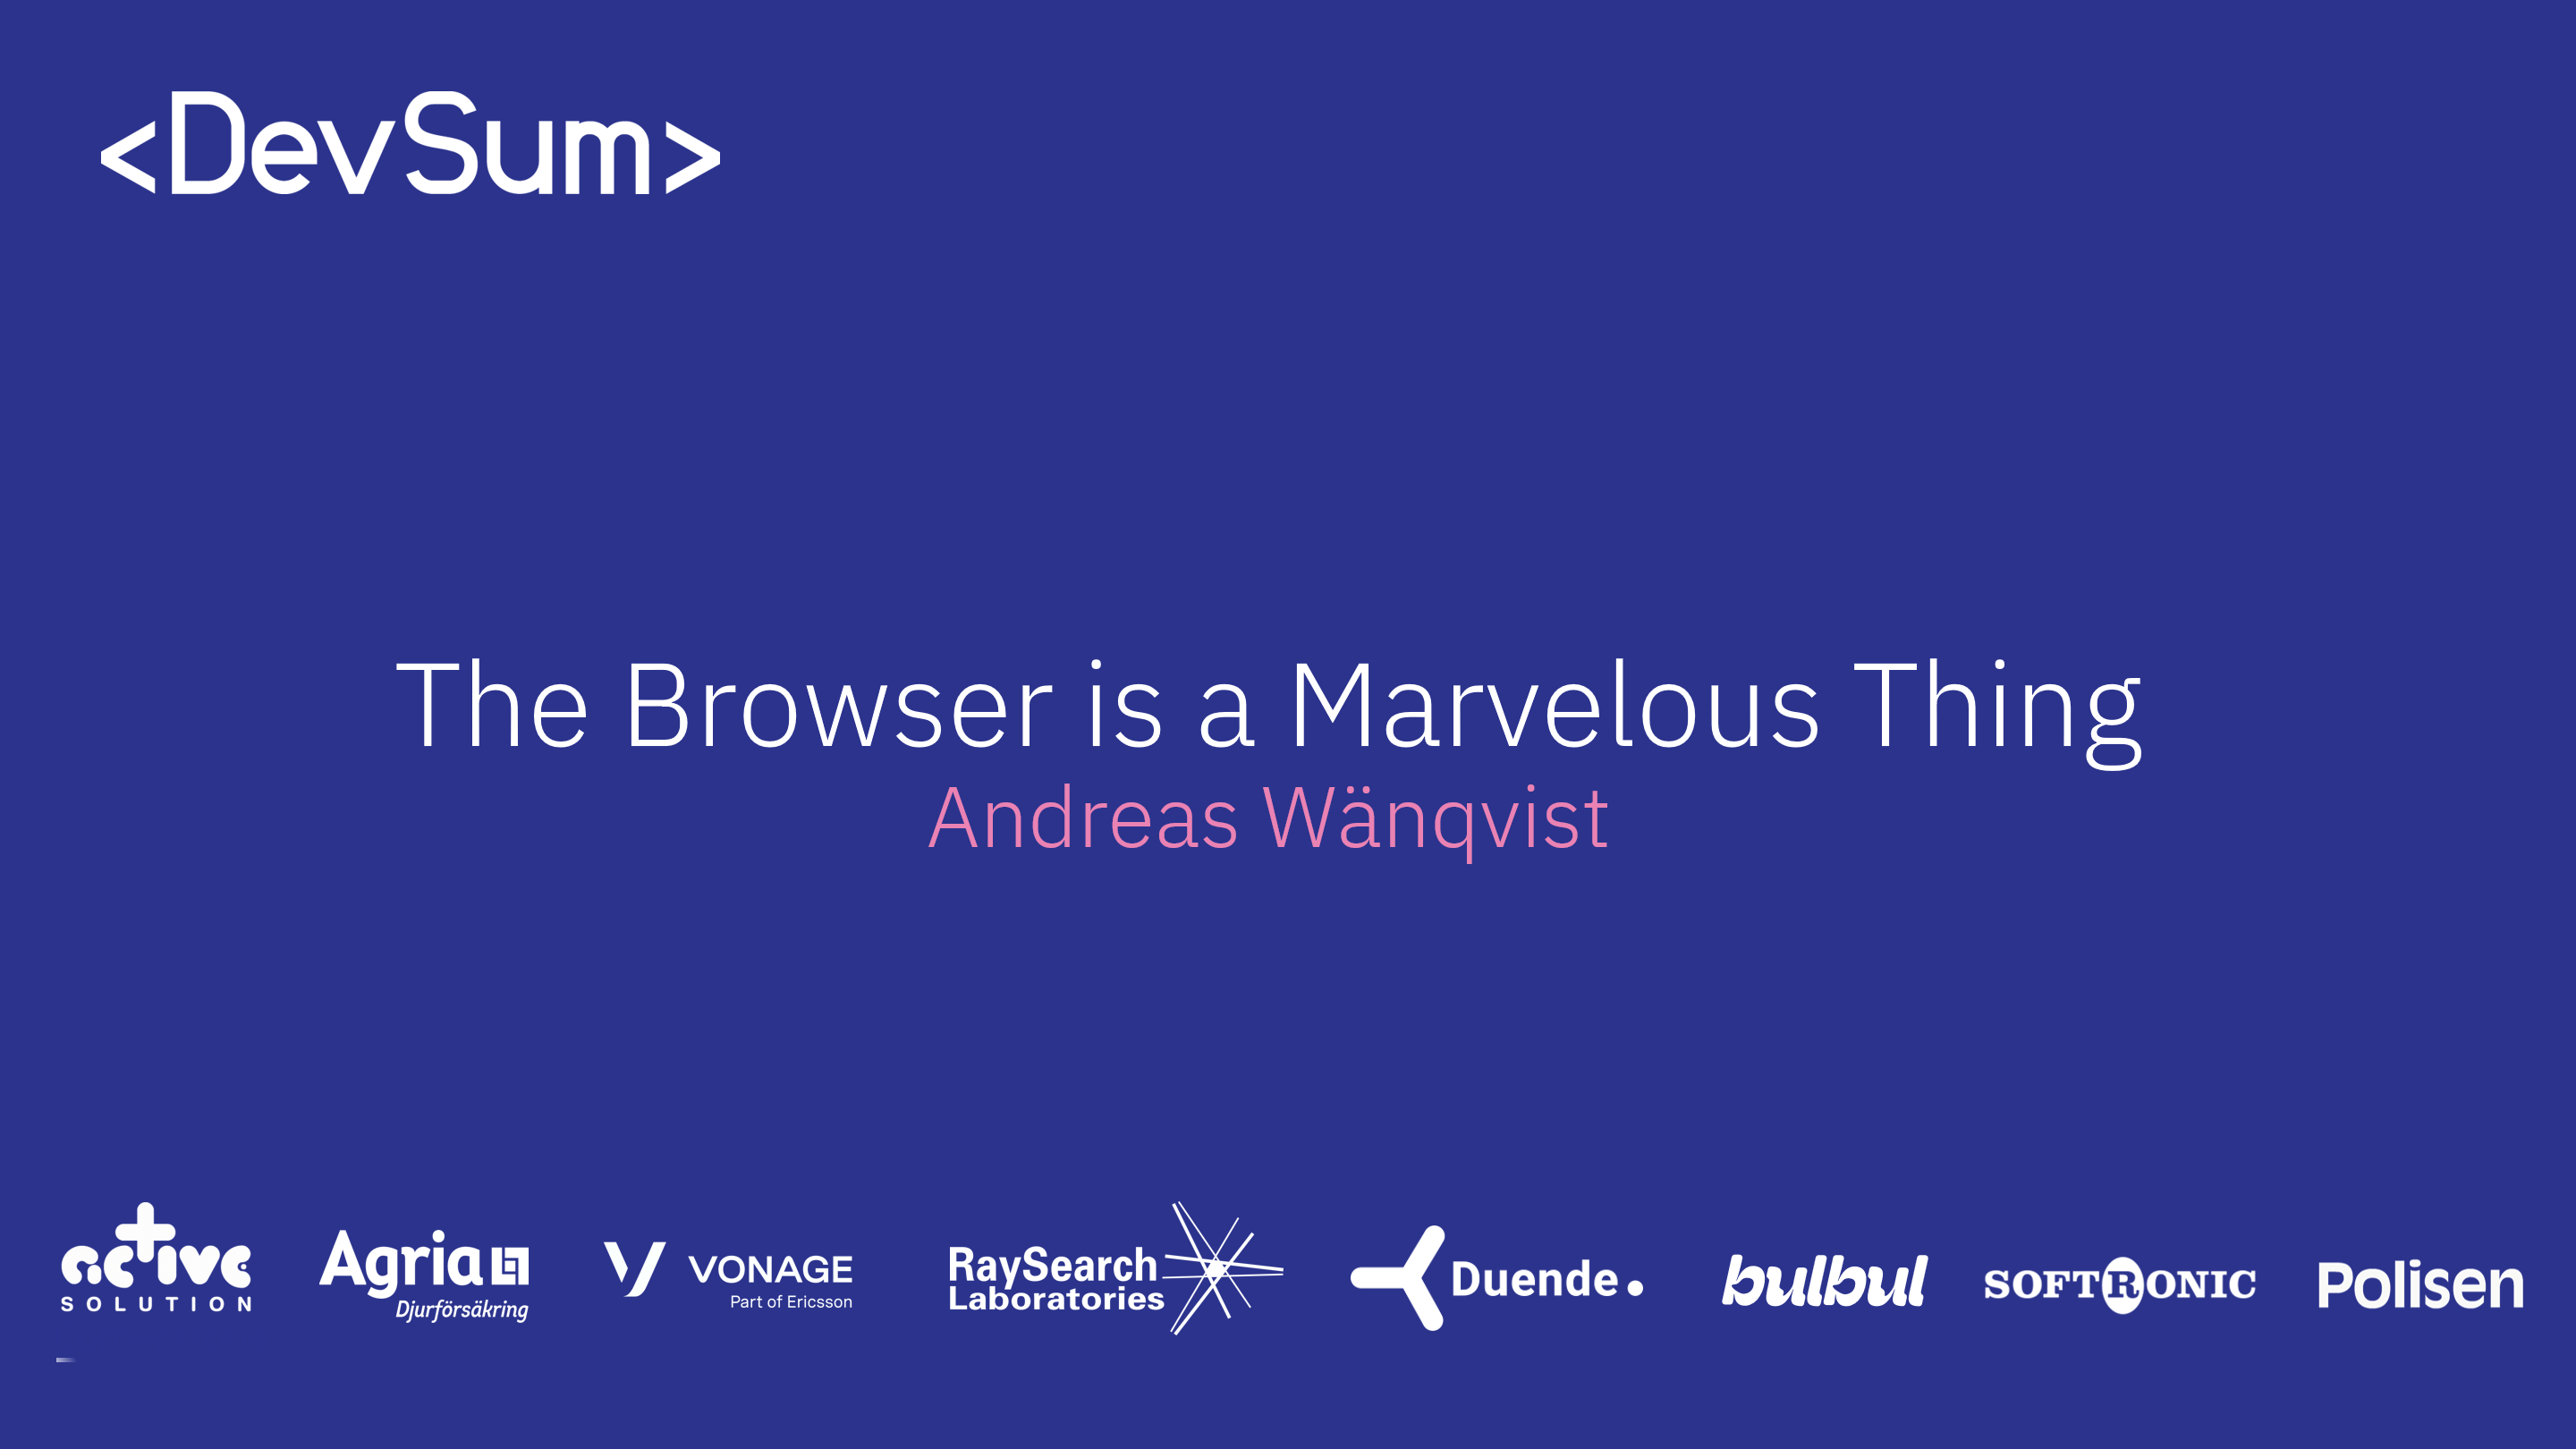 <DevSum>
The Browser is a Marvelous Thing
Andreas Wänqvist
active
SOLUTION
Agria
Djurförsäkring
VONAGE
Part of Ericsson
RaySearch
Laboratories
Duende.
bulbul
SOFTRONIC
Polisen